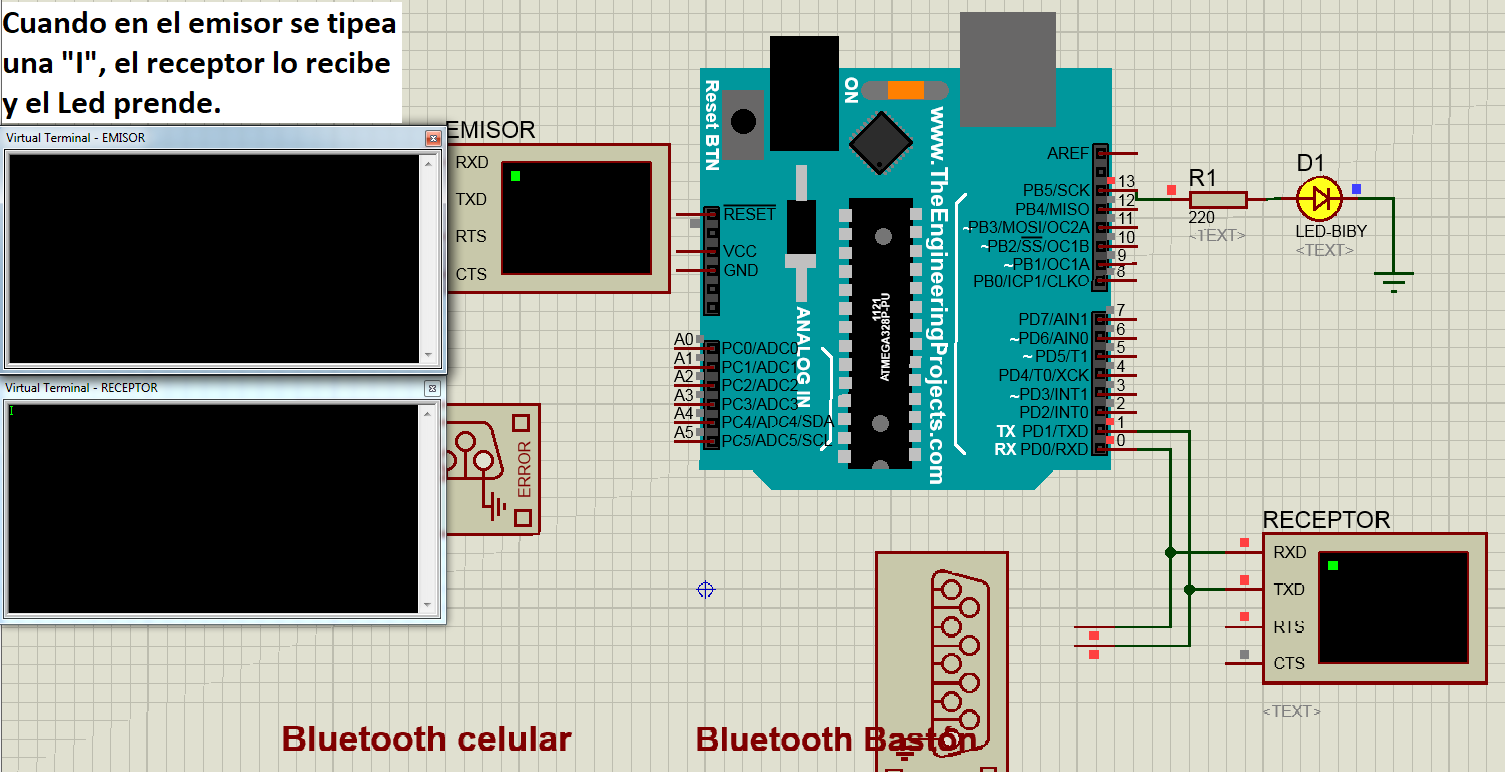 Cuando en el emisor se tipea
una "I", el receptor lo recibe
y el Led prende.
Virtual Terminal - EMISOR
EMISOR
RXD
TXD
RTS
CTS
Virtual Terminal - RECEPTOR
I
ERROR
Reset BTN
ON
www.TheEngineeringProjects.com
RESET
VCC
GND
ANALOG IN
1121
ATMEGA328P-PU
A0 PC0/ADC0
A1 PC1/ADC1
A2 PC2/ADC2
A3 PC3/ADC3
A4 PC4/ADC4/SDA
A5 PC5/ADC5/SCL
AREF
PB5/SCK 13
PB4/MISO 12
~PB3/MOSI/OC2A 11
~PB2/SS/OC1B 10
~PB1/OC1A 9
PB0/ICP1/CLKO 8
PD7/AIN1 7
~PD6/AIN0 6
~PD5/T1 5
PD4/T0/XCK 4
~PD3/INT1 3
PD2/INT0 2
TX PD1/TXD 1
RX PD0/RXD 0
R1
220
<TEXT>
D1
LED-BIBY
<TEXT>
RECEPTOR
RXD
TXD
RTS
CTS
<TEXT>
Bluetooth celular
Bluetooth Bastón